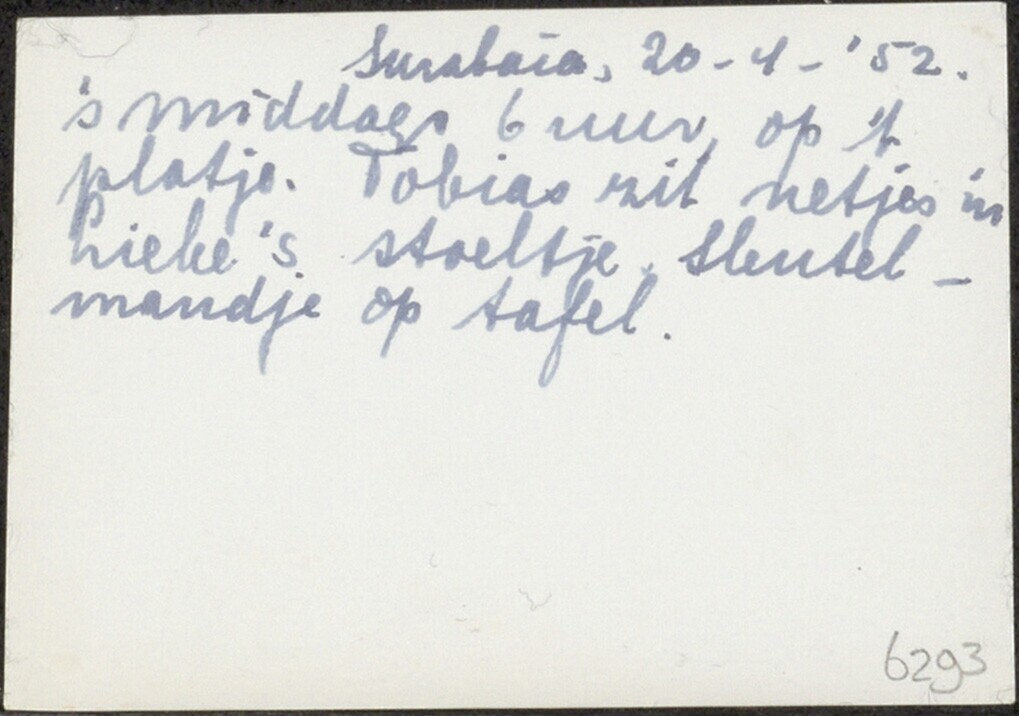 Surabaia, 20-4-'52.
's middags 6 uur, op 't
platje. Tobias zit netjes in
Lieke's stoeltje. Sleutel-
mandje op tafel.
6293